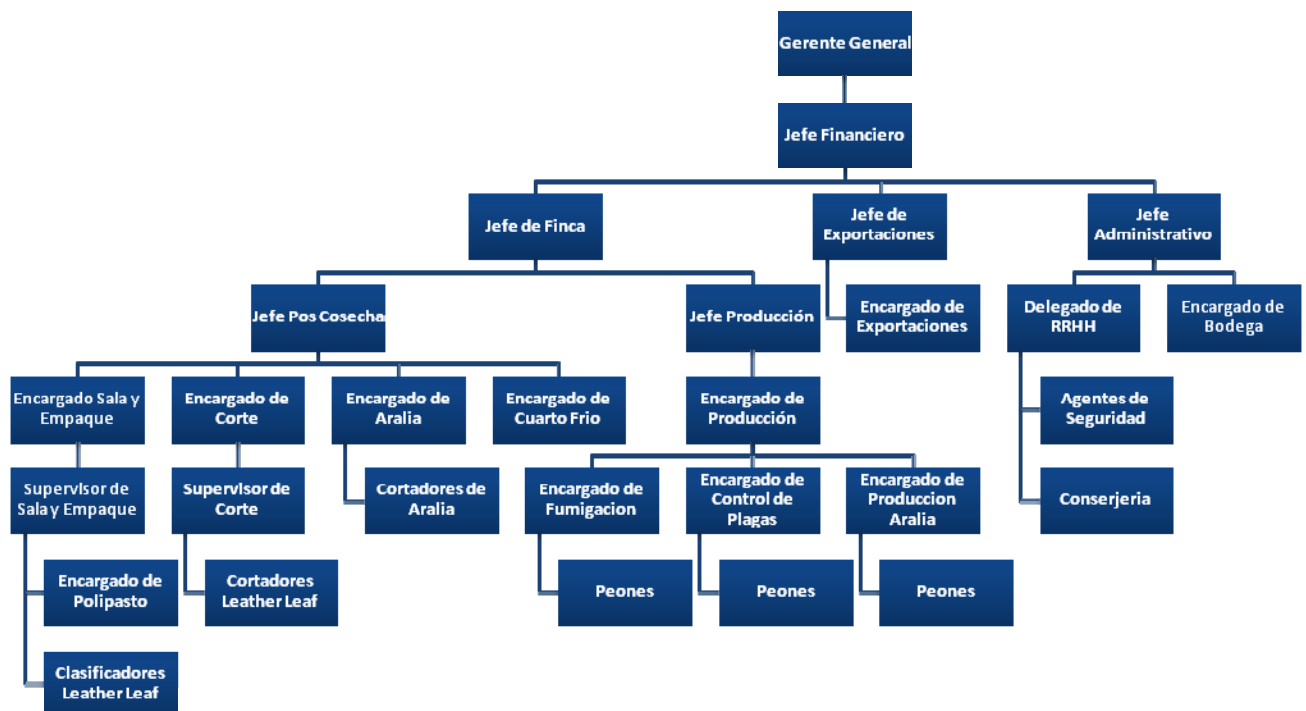 Gerente General
Jefe Financiero
Jefe de Finca
Jefe de
Exportaciones
Jefe
Administrativo
Jefe Pos Cosecha
Jefe Producción
Encargado de
Exportaciones
Delegado de
RRHH
Encargado de
Bodega
Encargado Sala y
Empaque
Encargado de
Corte
Encargado de
Aralia
Encargado de
Cuarto Frio
Encargado de
Producción
Agentes de
Seguridad
Supervisor de
Sala y Empaque
Supervisor de
Corte
Cortadores de
Aralia
Encargado de
Fumigacion
Encargado de
Control de
Plagas
Encargado de
Produccion
Aralia
Conserjeria
Encargado de
Polipasto
Cortadores
Leather Leaf
Peones
Peones
Peones
Clasificadores
Leather Leaf